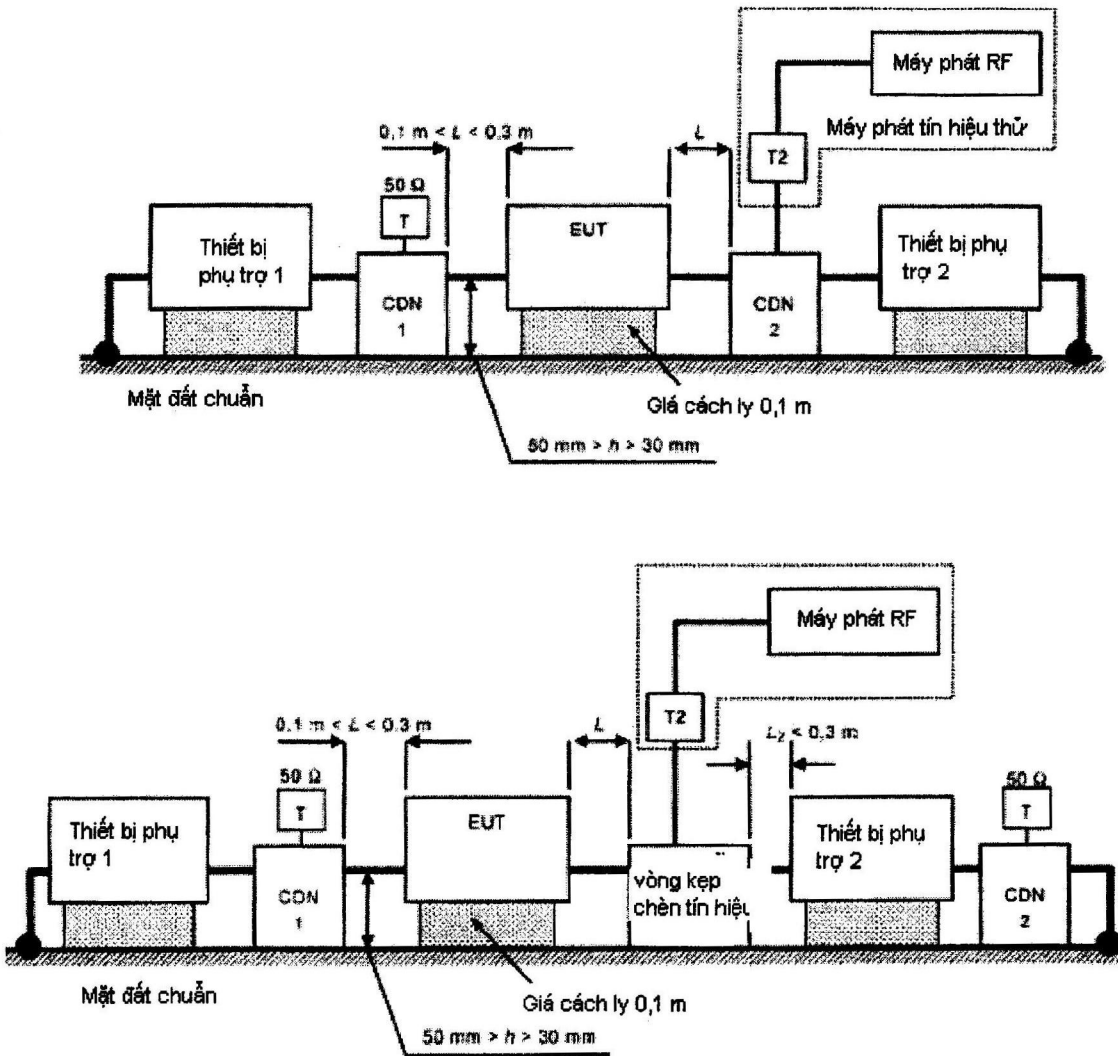 Máy phát RF
0,1 m < L < 0,3 m
L
T2
Máy phát tín hiệu thử
50 Ω
T
EUT
Thiết bị
phụ trợ 1
Thiết bị phụ
trợ 2
CDN
1
CDN
2
Mặt đất chuẩn
Giá cách ly 0,1 m
50 mm > h > 30 mm
Máy phát RF
0,1 m < L < 0,3 m
L
T2
L2 < 0,3 m
50 Ω
T
EUT
50 Ω
T
Thiết bị phụ
trợ 1
Thiết bị phụ
trợ 2
CDN
1
vòng kẹp
chèn tín hiệu
CDN
2
Mặt đất chuẩn
Giá cách ly 0,1 m
50 mm > h > 30 mm